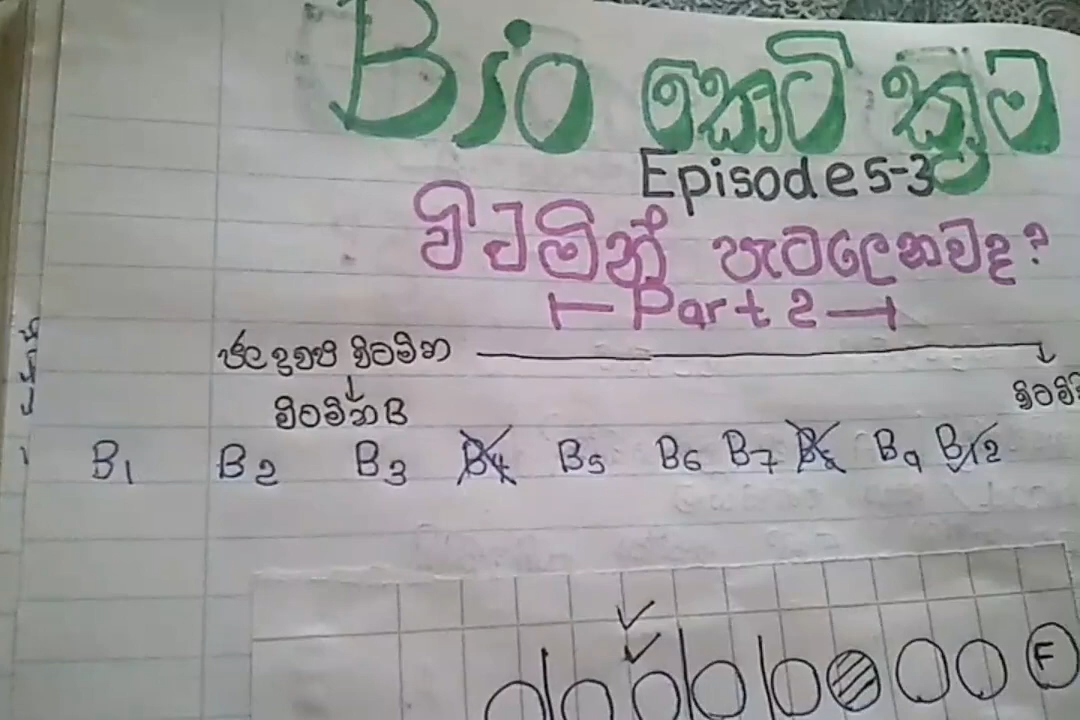 Bio කෙටි ක්‍රම
Episode 5-3
විටමින් පැටලෙනවද?
Part 2
ජලද්‍රාව්‍ය විටමින
විටමින B
B1 B2 B3 B4 B5 B6 B7 B8 B9 B12
F